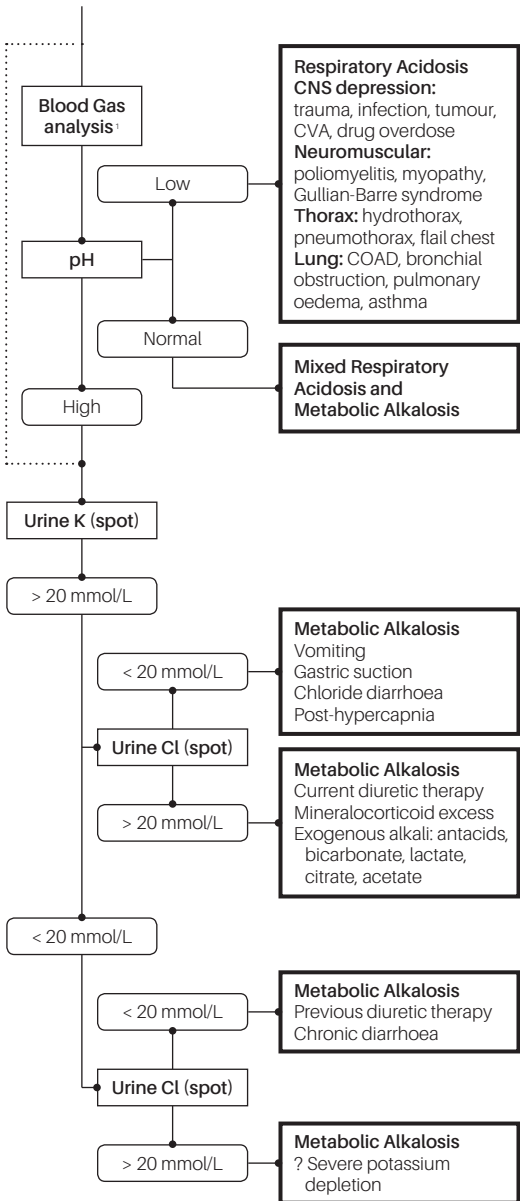 Blood Gas
analysis†
pH
Low
Normal
High
Respiratory Acidosis
CNS depression:
trauma, infection, tumour,
CVA, drug overdose
Neuromuscular:
poliomyelitis, myopathy,
Gullian-Barre syndrome
Thorax: hydrothorax,
pneumothorax, flail chest
Lung: COAD, bronchial
obstruction, pulmonary
oedema, asthma
Mixed Respiratory
Acidosis and
Metabolic Alkalosis
Urine K (spot)
> 20 mmol/L
< 20 mmol/L
Urine Cl (spot)
> 20 mmol/L
Metabolic Alkalosis
Vomiting
Gastric suction
Chloride diarrhoea
Post-hypercapnia
Metabolic Alkalosis
Current diuretic therapy
Mineralocorticoid excess
Exogenous alkali: antacids,
bicarbonate, lactate,
citrate, acetate
< 20 mmol/L
< 20 mmol/L
Urine Cl (spot)
> 20 mmol/L
Metabolic Alkalosis
Previous diuretic therapy
Chronic diarrhoea
Metabolic Alkalosis
? Severe potassium
depletion